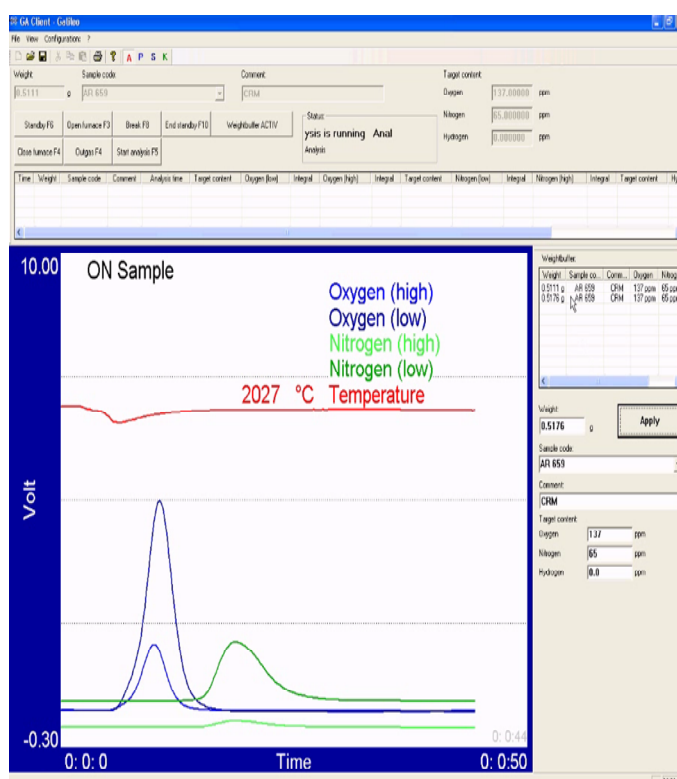 GA Client - Galileo
File View Configuration: ?
A P S K
Weight: Sample code: Comment: Target content:
0.5111 g AR 659 CRM Oxygen: 137.00000 ppm
Nitrogen 65.000000 ppm
Hydrogen 0.000000 ppm
Standby F6 Open furnace F3 Break F8 End standby F10 Weightbuffer ACTIV
Status:
ysis is running Anal
Close furnace F4 Outgas F4 Start analysis F5 Analysis
Time Weight Sample code Comment Analysis time Target content Oxygen (low) Integral Oxygen (high) Integral Target content Nitrogen (low) Integral Nitrogen (high) Integral Target content Hy
10.00 ON Sample
Oxygen (high)
Oxygen (low)
Nitrogen (high)
Nitrogen (low)
2027 °C Temperature
Volt
-0.30
0: 0:44
0: 0: 0 Time 0: 0:50
Weightbuffer:
Weight Sample co... Comm... Oxygen Nitrog
0.5111 g AR 659 CRM 137 ppm 65 ppm
0.5176 g AR 659 CRM 137 ppm 65 ppm
Weight:
0.5176 g Apply
Sample code:
AR 659
Comment:
CRM
Target content:
Oxygen 137 ppm
Nitrogen 65 ppm
Hydrogen 0.0 ppm